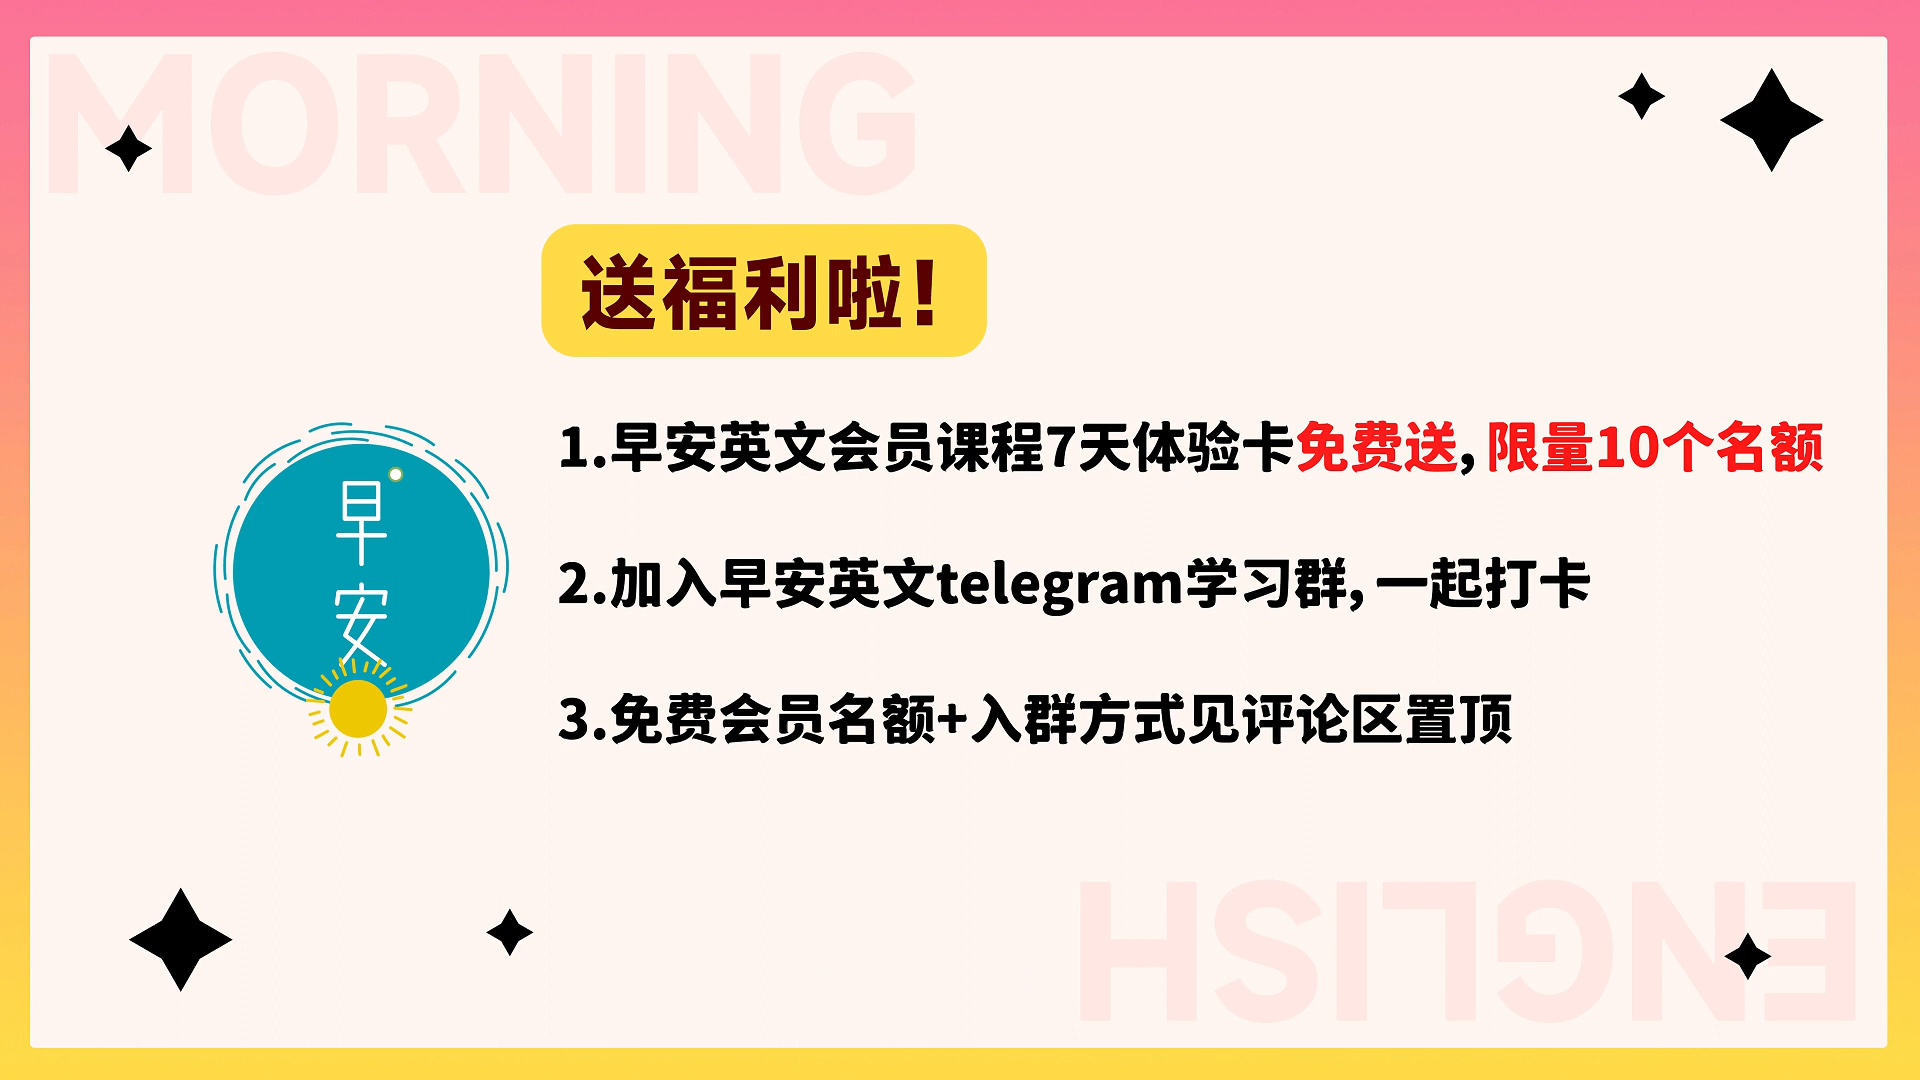 MORNING
送福利啦!
1.早安英文会员课程7天体验卡免费送,限量10个名额
早安
2.加入早安英文telegram学习群,一起打卡
3.免费会员名额+入群方式见评论区置顶
ENGLISH